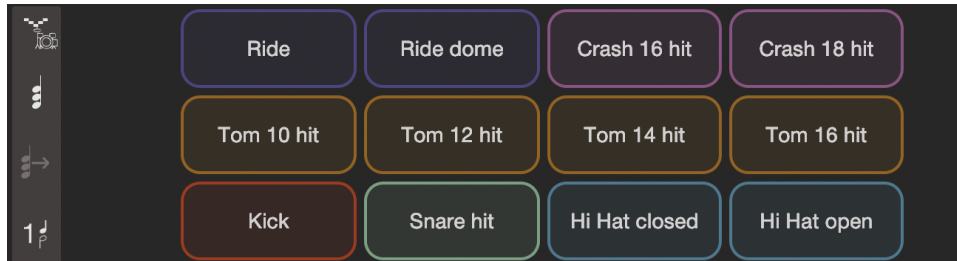 Ride Ride dome Crash 16 hit Crash 18 hit
Tom 10 hit Tom 12 hit Tom 14 hit Tom 16 hit
Kick Snare hit Hi Hat closed Hi Hat open
1